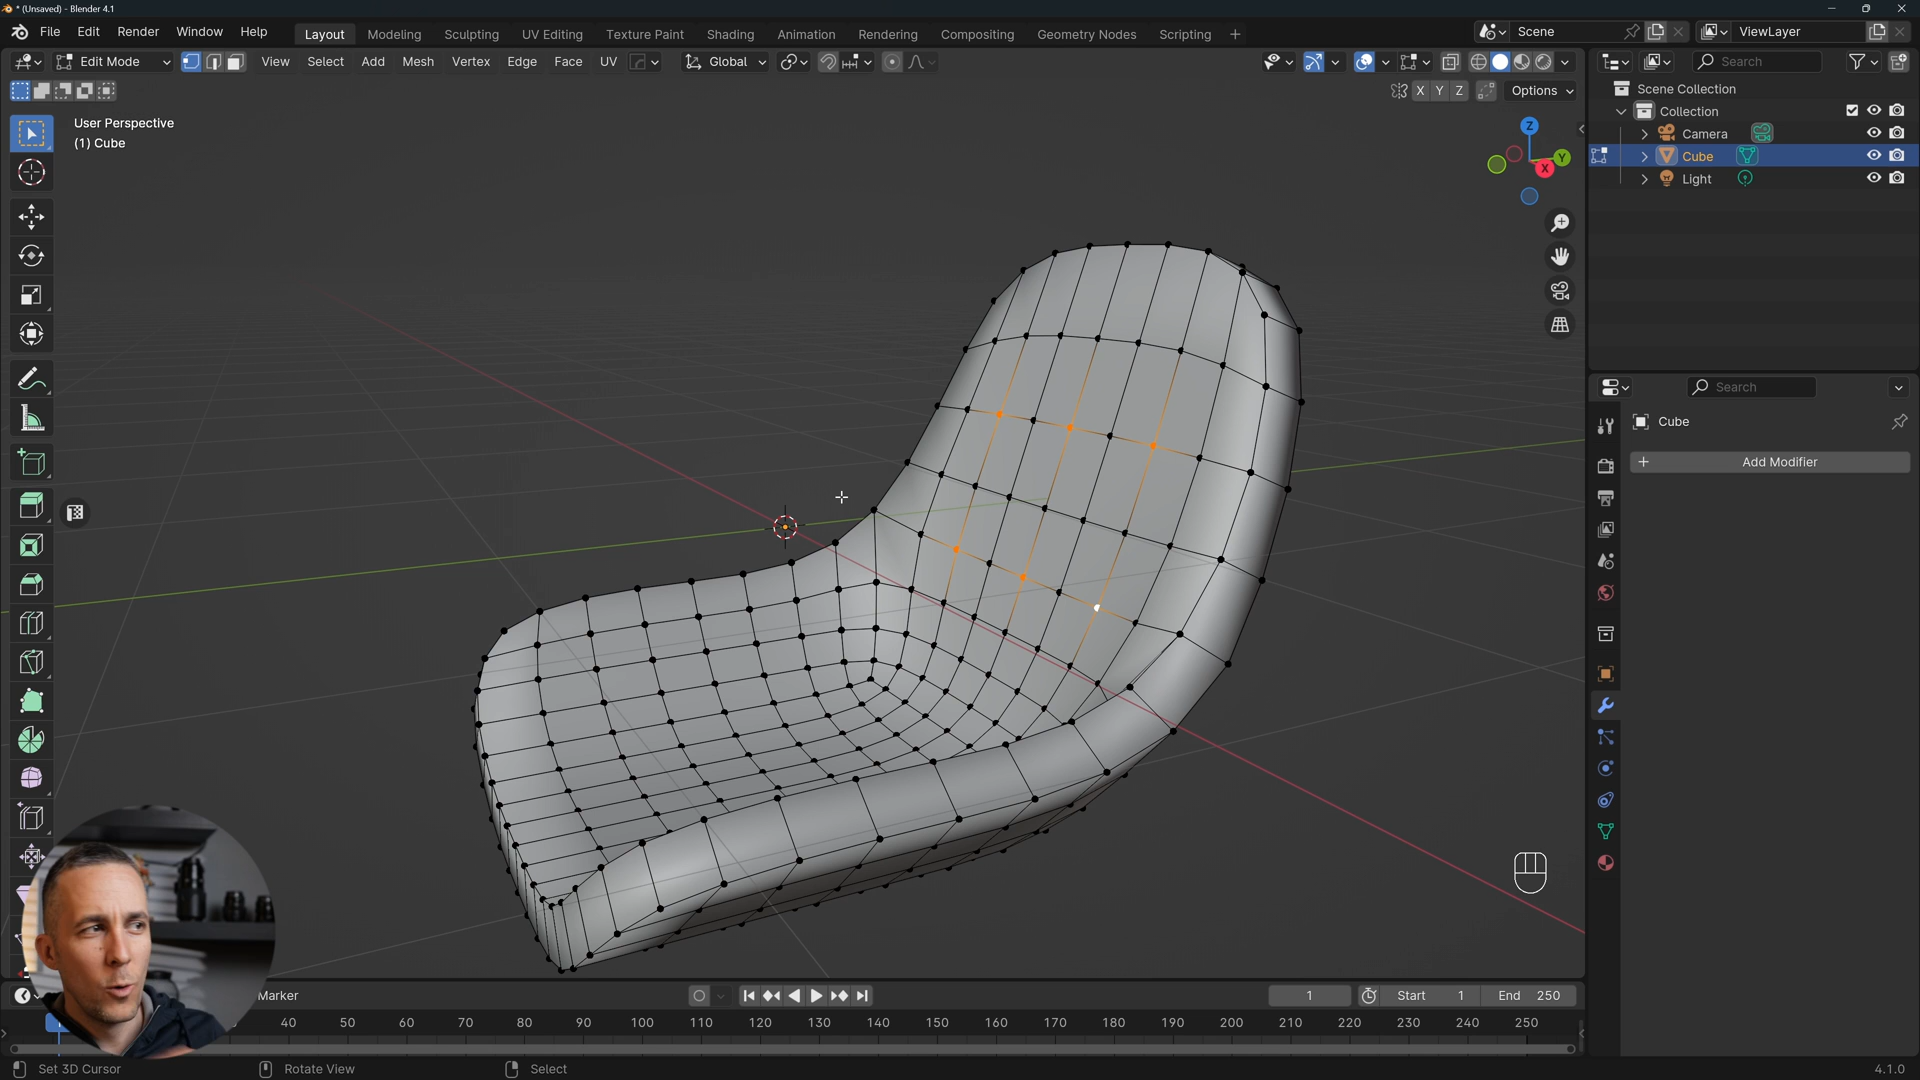 * (Unsaved) - Blender 4.1
File Edit Render Window Help Layout Modeling Sculpting UV Editing Texture Paint Shading Animation Rendering Compositing Geometry Nodes Scripting + Scene ViewLayer
Edit Mode View Select Add Mesh Vertex Edge Face UV Global Search
X Y Z Options
Scene Collection
Collection
Camera
Cube
Light
User Perspective
(1) Cube
Z
Y
X
Search
Cube
+ Add Modifier
Marker 1 Start 1 End 250
40 50 60 70 80 90 100 110 120 130 140 150 160 170 180 190 200 210 220 230 240 250
Set 3D Cursor Rotate View Select 4.1.0